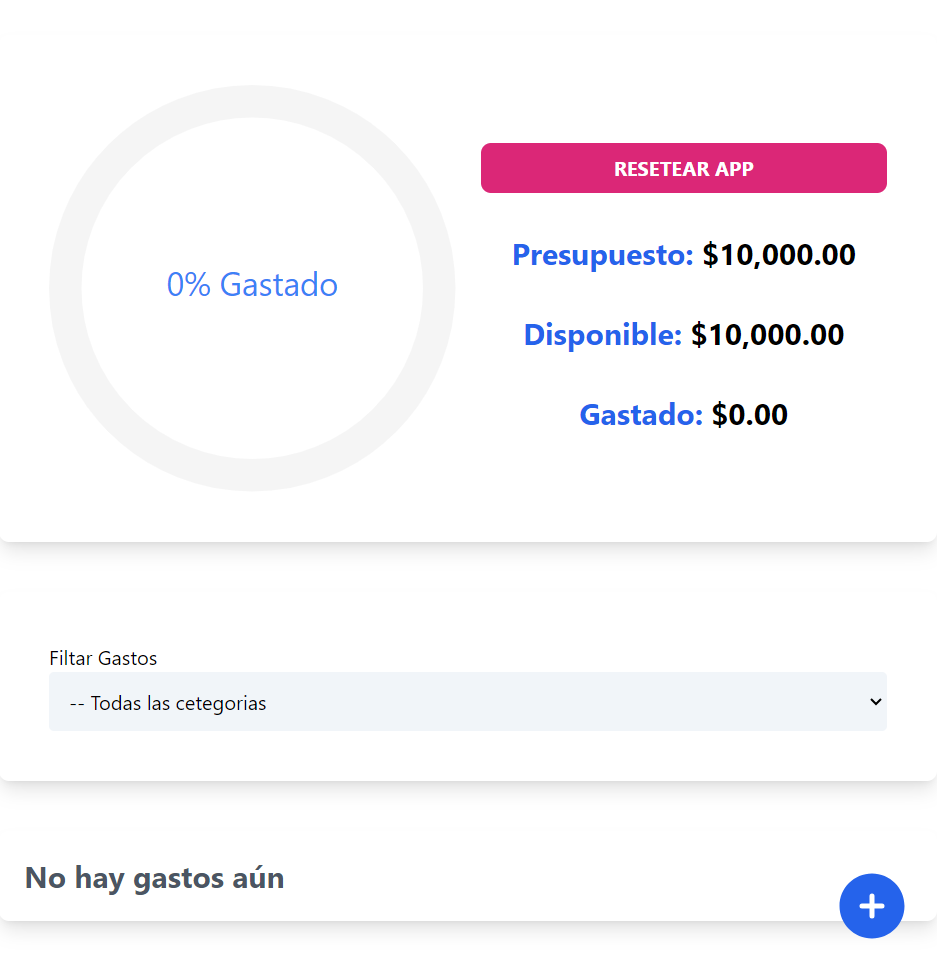 0% Gastado
RESETEAR APP
Presupuesto: $10,000.00
Disponible: $10,000.00
Gastado: $0.00
Filtar Gastos
-- Todas las cetegorias
No hay gastos aún